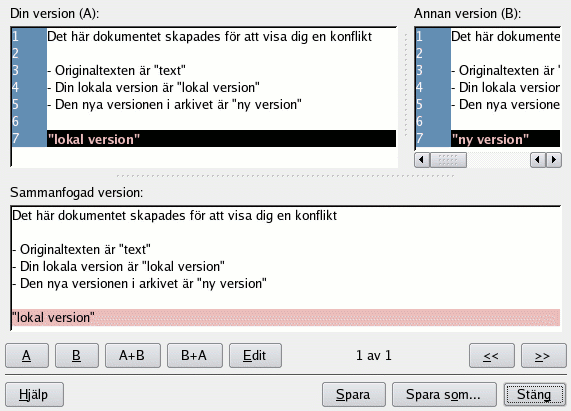 Din version (A):
1 Det här dokumentet skapades för att visa dig en konflikt
2
3 - Originaltexten är "text"
4 - Din lokala version är "lokal version"
5 - Den nya versionen i arkivet är "ny version"
6
7 "lokal version"
Annan version (B):
1 Det här dokumente
2
3 - Originaltexten är '
4 - Din lokala version
5 - Den nya versione
6
7 "ny version"
Sammanfogad version:
Det här dokumentet skapades för att visa dig en konflikt
- Originaltexten är "text"
- Din lokala version är "lokal version"
- Den nya versionen i arkivet är "ny version"
"lokal version"
A B A+B B+A Edit 1 av 1 << >>
Hjälp Spara Spara som... Stäng